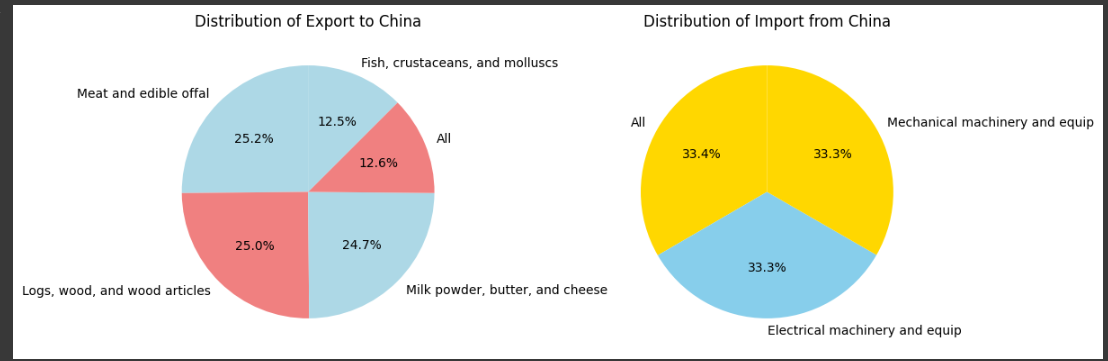 Distribution of Export to China
Fish, crustaceans, and molluscs
Meat and edible offal
12.5%
25.2%
All
12.6%
25.0%
24.7%
Logs, wood, and wood articles
Milk powder, butter, and cheese
Distribution of Import from China
All
Mechanical machinery and equip
33.4%
33.3%
33.3%
Electrical machinery and equip